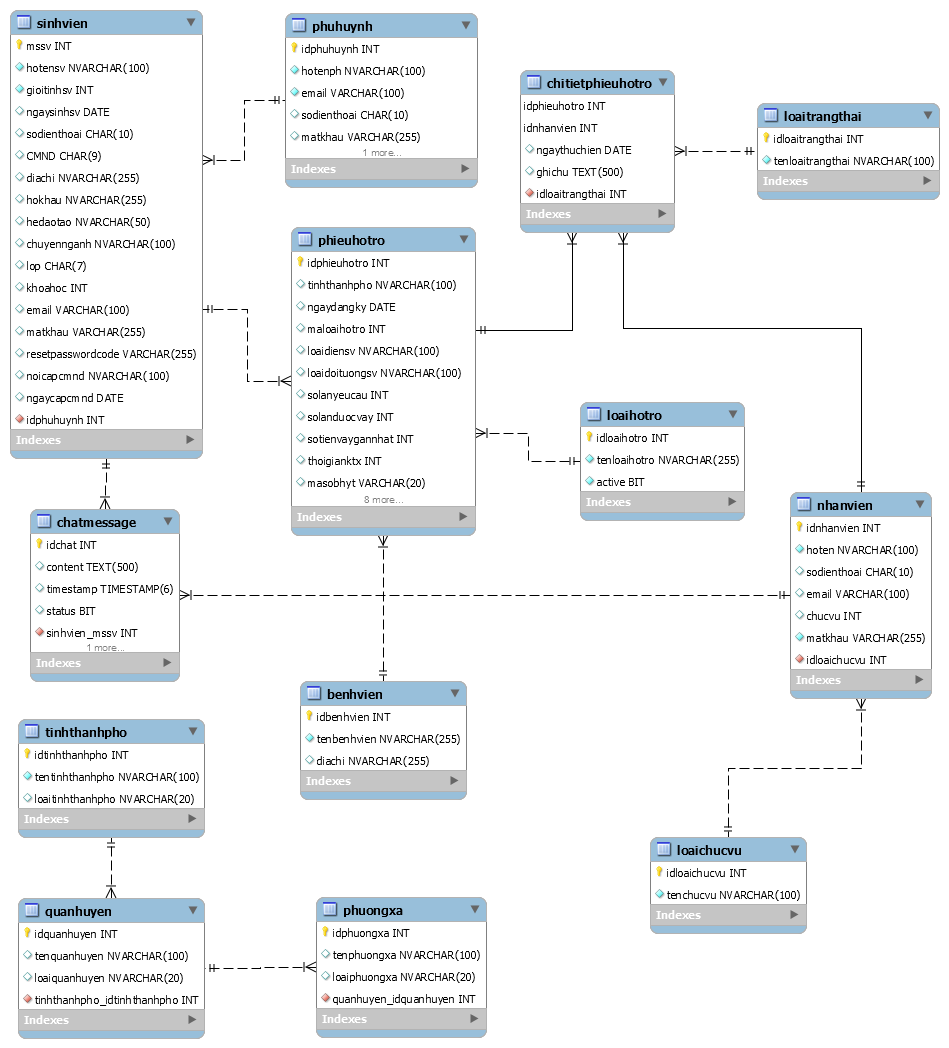 sinhvien
mssv INT
hotensv NVARCHAR(100)
gioitinhsv INT
ngaysinhsv DATE
sodienthoai CHAR(10)
CMND CHAR(9)
diachi NVARCHAR(255)
hokhau NVARCHAR(255)
hedaotao NVARCHAR(50)
chuyennganh NVARCHAR(100)
lop CHAR(7)
khoahoc INT
email VARCHAR(100)
matkhau VARCHAR(255)
resetpasswordcode VARCHAR(255)
noicapcmnd NVARCHAR(100)
ngaycapcmnd DATE
idphuhuynh INT
Indexes
phuhuynh
idphuhuynh INT
hotenph NVARCHAR(100)
email VARCHAR(100)
sodienthoai CHAR(10)
matkhau VARCHAR(255)
1 more...
Indexes
chitietphieuhotro
idphieuhotro INT
idnhanvien INT
ngaythuchien DATE
ghichu TEXT(500)
idloaitrangthai INT
Indexes
loaitrangthai
idloaitrangthai INT
tenloaitrangthai NVARCHAR(100)
Indexes
phieuhotro
idphieuhotro INT
tinhthanhpho NVARCHAR(100)
ngaydangky DATE
maloaihotro INT
loaidiensv NVARCHAR(100)
loaidoituongsv NVARCHAR(100)
solanyeucau INT
solanduocvay INT
sotienvaygannhat INT
thoigianktx INT
masobhyt VARCHAR(20)
8 more...
Indexes
loaihotro
idloaihotro INT
tenloaihotro NVARCHAR(255)
active BIT
Indexes
nhanvien
idnhanvien INT
hoten NVARCHAR(100)
sodienthoai CHAR(10)
email VARCHAR(100)
chucvu INT
matkhau VARCHAR(255)
idloaichucvu INT
Indexes
chatmessage
idchat INT
content TEXT(500)
timestamp TIMESTAMP(6)
status BIT
sinhvien_mssv INT
1 more...
Indexes
benhvien
idbenhvien INT
tenbenhvien NVARCHAR(255)
diachi NVARCHAR(255)
Indexes
tinhthanhpho
idtinhthanhpho INT
tentinhthanhpho NVARCHAR(100)
loaitinhthanhpho NVARCHAR(20)
Indexes
loaichucvu
idloaichucvu INT
tenchucvu NVARCHAR(100)
Indexes
quanhuyen
idquanhuyen INT
tenquanhuyen NVARCHAR(100)
loaiquanhuyen NVARCHAR(20)
tinhthanhpho_idtinhthanhpho INT
Indexes
phuongxa
idphuongxa INT
tenphuongxa NVARCHAR(100)
loaiphuongxa NVARCHAR(20)
quanhuyen_idquanhuyen INT
Indexes